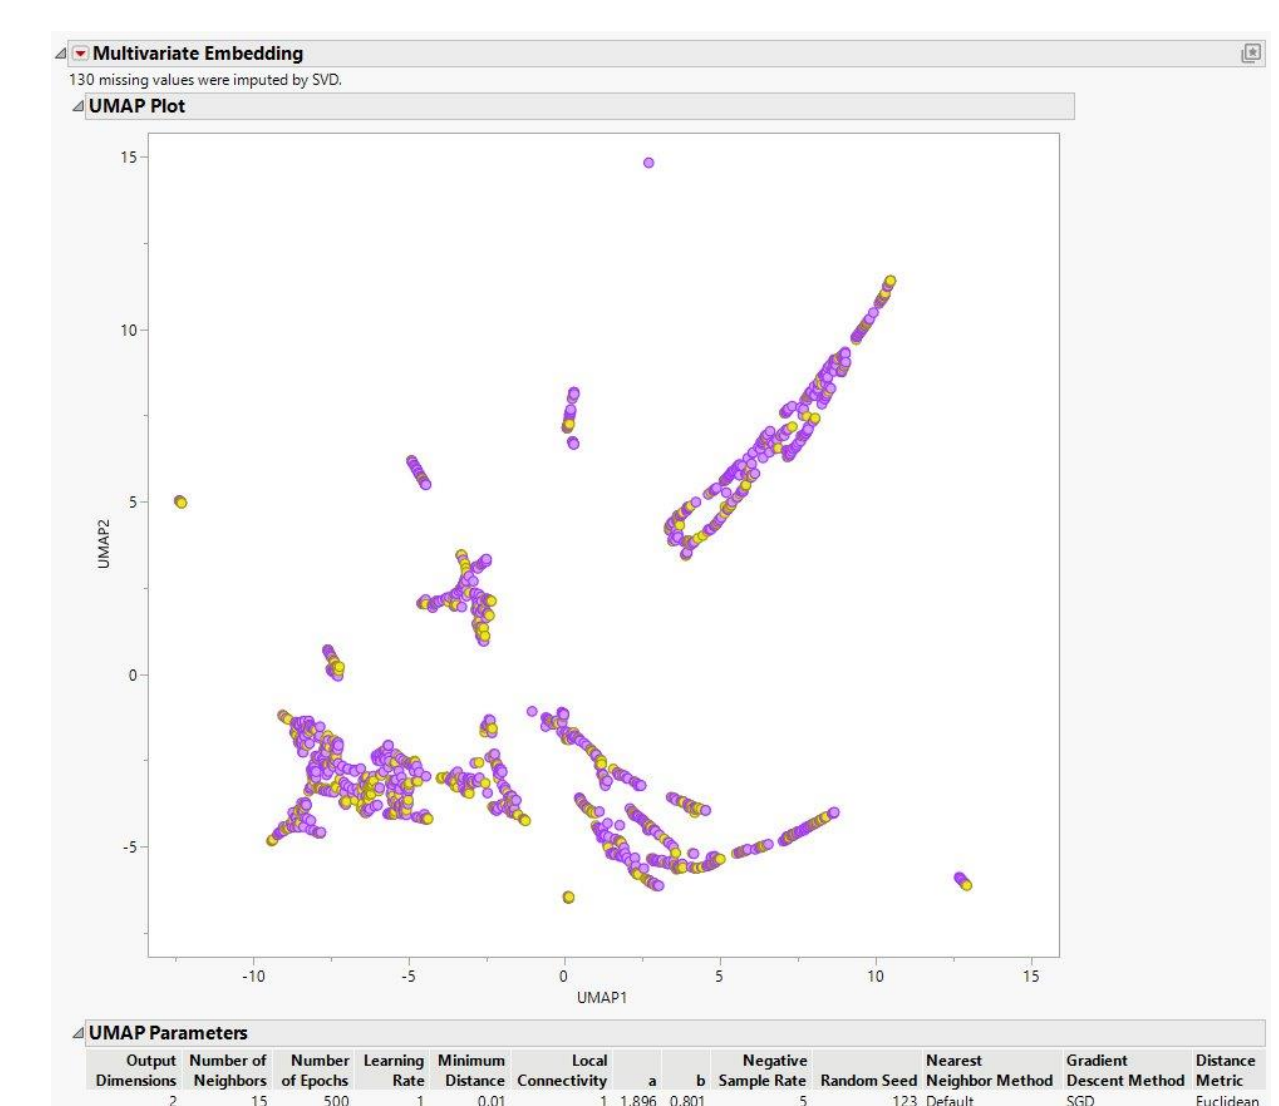 Multivariate Embedding
130 missing values were imputed by SVD.
UMAP Plot
15
10
5
0
-5
UMAP2
-10 -5 0 5 10 15
UMAP1
UMAP Parameters
Output Number of Number Learning Minimum Local Negative Nearest Gradient Distance
Dimensions Neighbors of Epochs Rate Distance Connectivity a b Sample Rate Random Seed Neighbor Method Descent Method Metric
2 15 500 1 0.01 1 1.896 0.801 5 123 Default SGD Euclidean